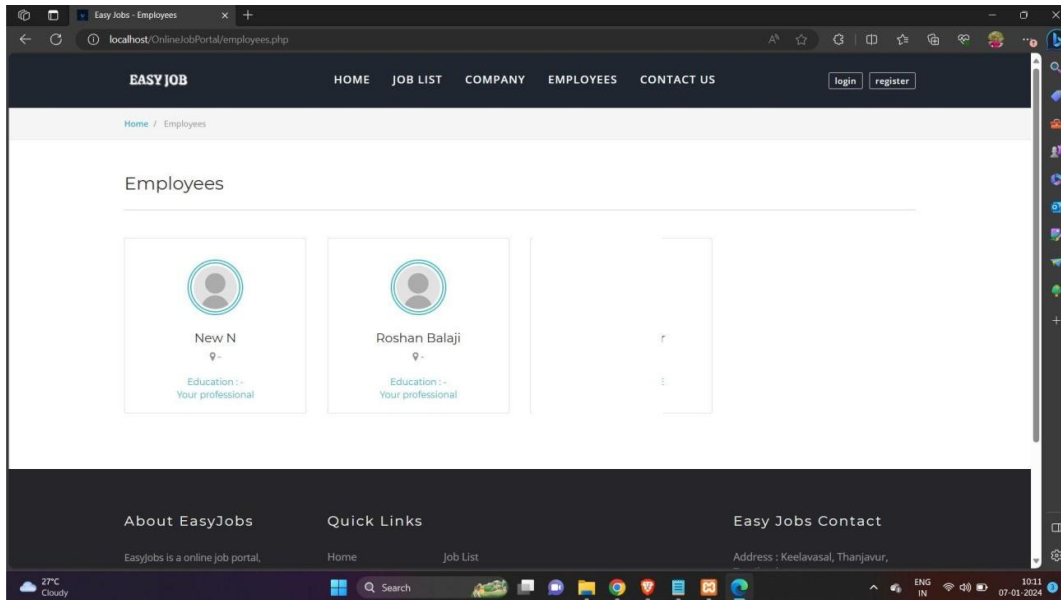 Easy Jobs - Employees
localhost/OnlineJobPortal/employees.php
EASY JOB
HOME JOB LIST COMPANY EMPLOYEES CONTACT US
login register
Home / Employees
Employees
New N
-
Education : -
Your professional
Roshan Balaji
-
Education : -
Your professional
About EasyJobs
EasyJobs is a online job portal,
Quick Links
Home Job List
Easy Jobs Contact
Address : Keelavasal, Thanjavur,
27°C
Cloudy
Search
ENG
IN
10:11
07-01-2024